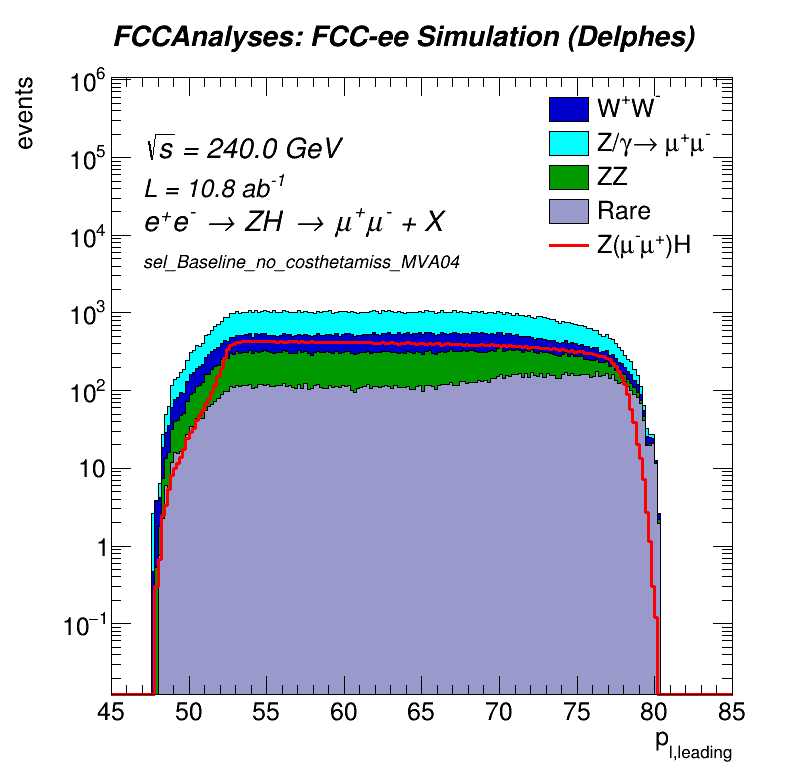 FCCAnalyses: FCC-ee Simulation (Delphes)
events
10⁶
10⁵
10⁴
10³
10²
10
1
10⁻¹
√s = 240.0 GeV
L = 10.8 ab⁻¹
e⁺e⁻ → ZH → μ⁺μ⁻ + X
sel_Baseline_no_costhetamiss_MVA04
W⁺W⁻
Z/γ→ μ⁺μ⁻
ZZ
Rare
Z(μ⁻μ⁺)H
45 50 55 60 65 70 75 80 85
p_l,leading